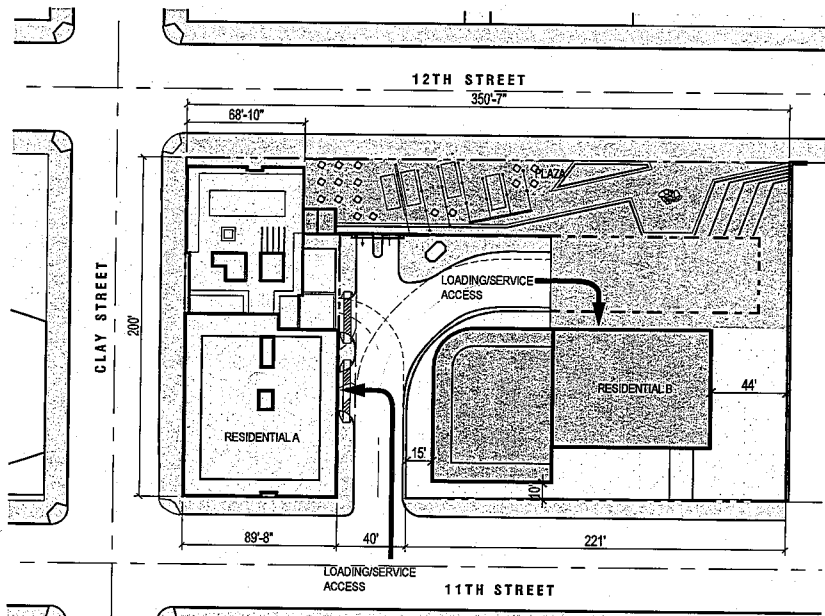 12TH STREET
350'-7"
68'-10"
PLAZA
CLAY STREET
200'
LOADING/SERVICE
ACCESS
RESIDENTIAL B
44'
RESIDENTIAL A
15'
10'
89'-8"
40'
221'
LOADING/SERVICE
ACCESS
11TH STREET